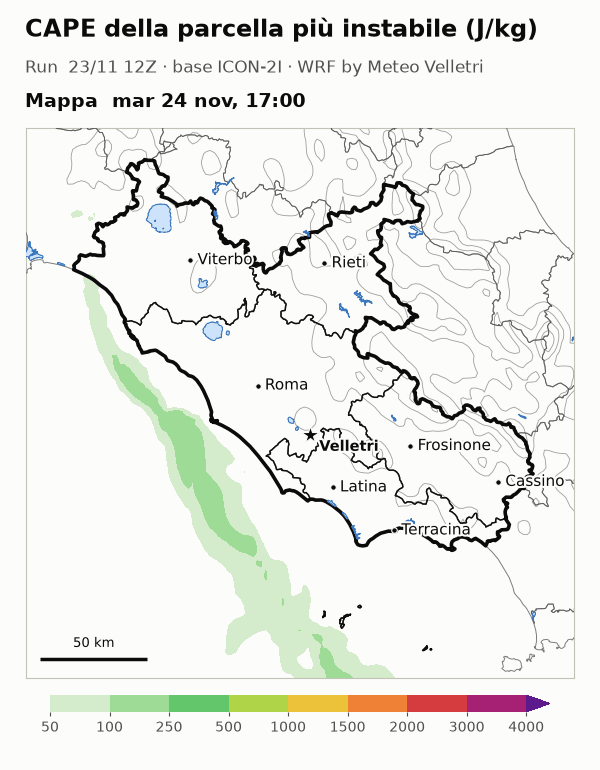 CAPE della parcella più instabile (J/kg)
Run  23/11 12Z · base ICON-2I · WRF by Meteo Velletri
Mappa  mar 24 nov, 17:00
Viterbo
Rieti
Roma
Velletri
Frosinone
Latina
Cassino
Terracina
50 km
50 100 250 500 1000 1500 2000 3000 4000